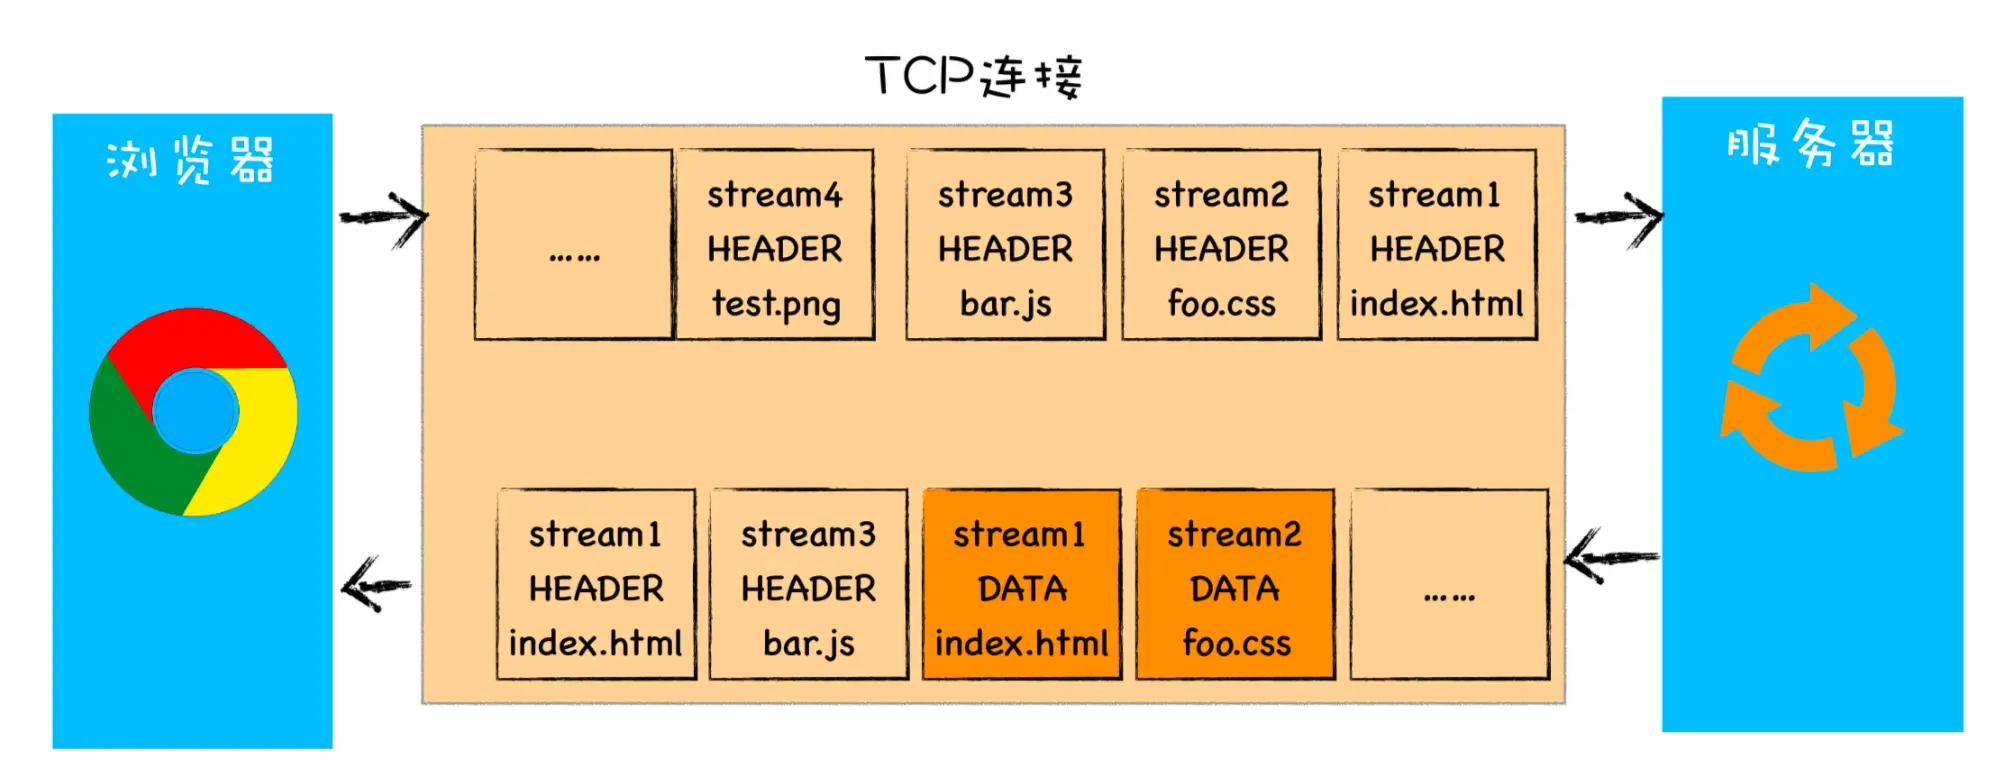 TCP连接
浏览器
服务器
……
stream4
HEADER
test.png
stream3
HEADER
bar.js
stream2
HEADER
foo.css
stream1
HEADER
index.html
stream1
HEADER
index.html
stream3
HEADER
bar.js
stream1
DATA
index.html
stream2
DATA
foo.css
……